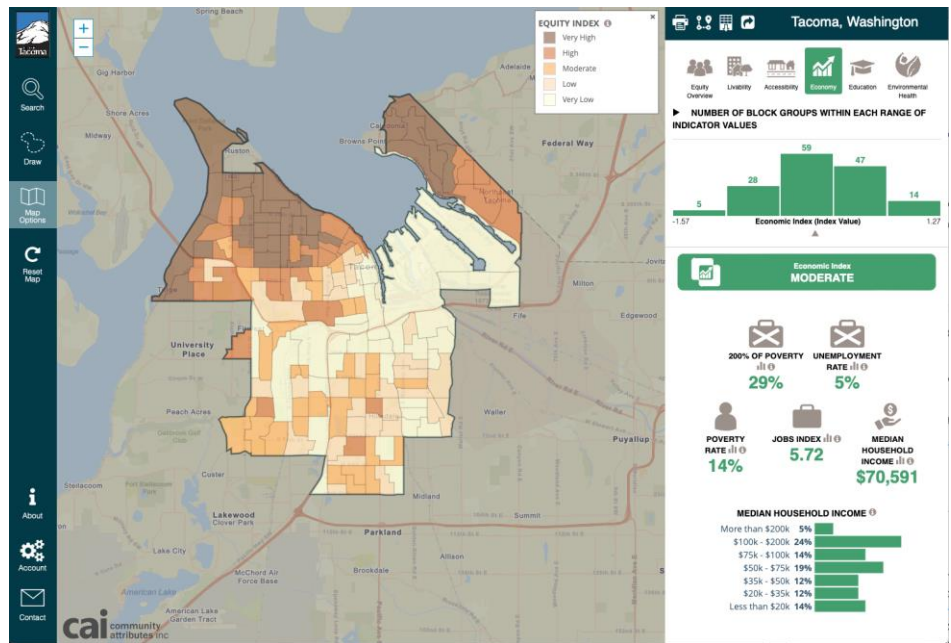 Tacoma
Search
Draw
Map
Options
Reset
Map
About
Account
Contact
+
−
Spring Beach
Gig Harbor
Shore Acres
Midway
Adelaide
Federal Way
Browns Point
Ruston
Northeast
Tacoma
Milton
Edgewood
Fife
University
Place
Peach Acres
Waller
Puyallup
Custer
Steilacoom
Lakewood
Clover Park
Midland
Summit
Parkland
Lake City
Allison
Brookdale
McChord Air
Force Base
American Lake
American Lake
Garden Tract
cai community
attributes inc
EQUITY INDEX
×
Very High
High
Moderate
Low
Very Low
Tacoma, Washington
Equity
Overview
Livability
Accessibility
Economy
Education
Environmental
Health
NUMBER OF BLOCK GROUPS WITHIN EACH RANGE OF
INDICATOR VALUES
5 28 59 47 14
-1.57 Economic Index (Index Value) 1.27
Economic Index
MODERATE
200% OF POVERTY
29%
UNEMPLOYMENT
RATE
5%
POVERTY
RATE
14%
JOBS INDEX
5.72
MEDIAN
HOUSEHOLD
INCOME
$70,591
MEDIAN HOUSEHOLD INCOME
More than $200k 5%
$100k - $200k 24%
$75k - $100k 14%
$50k - $75k 19%
$35k - $50k 12%
$20k - $35k 12%
Less than $20k 14%